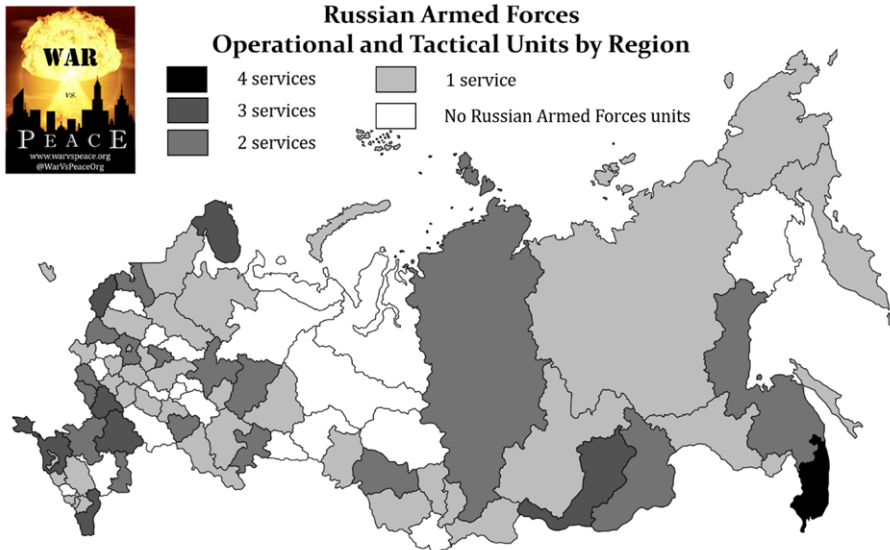 Russian Armed Forces
Operational and Tactical Units by Region
WAR
vs.
PEACE
www.warvspeace.org
@WarVsPeaceOrg
4 services
3 services
2 services
1 service
No Russian Armed Forces units